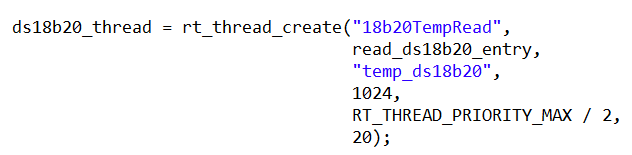 ds18b20_thread = rt_thread_create("18b20TempRead",
read_ds18b20_entry,
"temp_ds18b20",
1024,
RT_THREAD_PRIORITY_MAX / 2,
20);